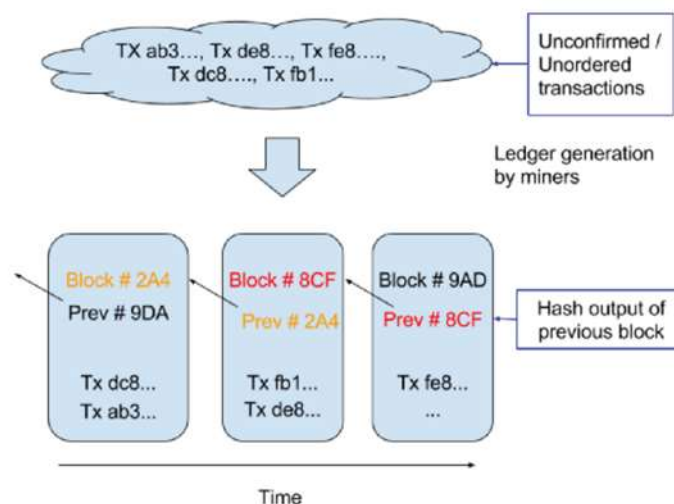 TX ab3…, Tx de8…, Tx fe8….,
Tx dc8…., Tx fb1...
Unconfirmed /
Unordered
transactions
Ledger generation
by miners
Block # 2A4
Prev # 9DA
Tx dc8...
Tx ab3...
Block # 8CF
Prev # 2A4
Tx fb1...
Tx de8...
Block # 9AD
Prev # 8CF
Tx fe8...
...
Hash output of
previous block
Time